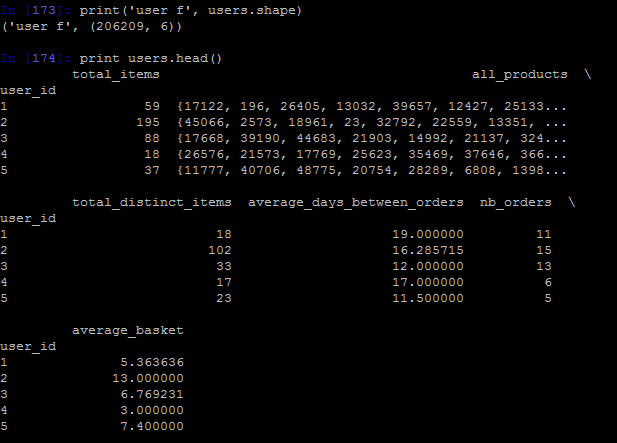 In [173]: print('user f', users.shape)
('user f', (206209, 6))
In [174]: print users.head()
total_items all_products \
user_id
1 59 {17122, 196, 26405, 13032, 39657, 12427, 25133...
2 195 {45066, 2573, 18961, 23, 32792, 22559, 13351, ...
3 88 {17668, 39190, 44683, 21903, 14992, 21137, 324...
4 18 {26576, 21573, 17769, 25623, 35469, 37646, 366...
5 37 {11777, 40706, 48775, 20754, 28289, 6808, 1398...
total_distinct_items average_days_between_orders nb_orders \
user_id
1 18 19.000000 11
2 102 16.285715 15
3 33 12.000000 13
4 17 17.000000 6
5 23 11.500000 5
average_basket
user_id
1 5.363636
2 13.000000
3 6.769231
4 3.000000
5 7.400000